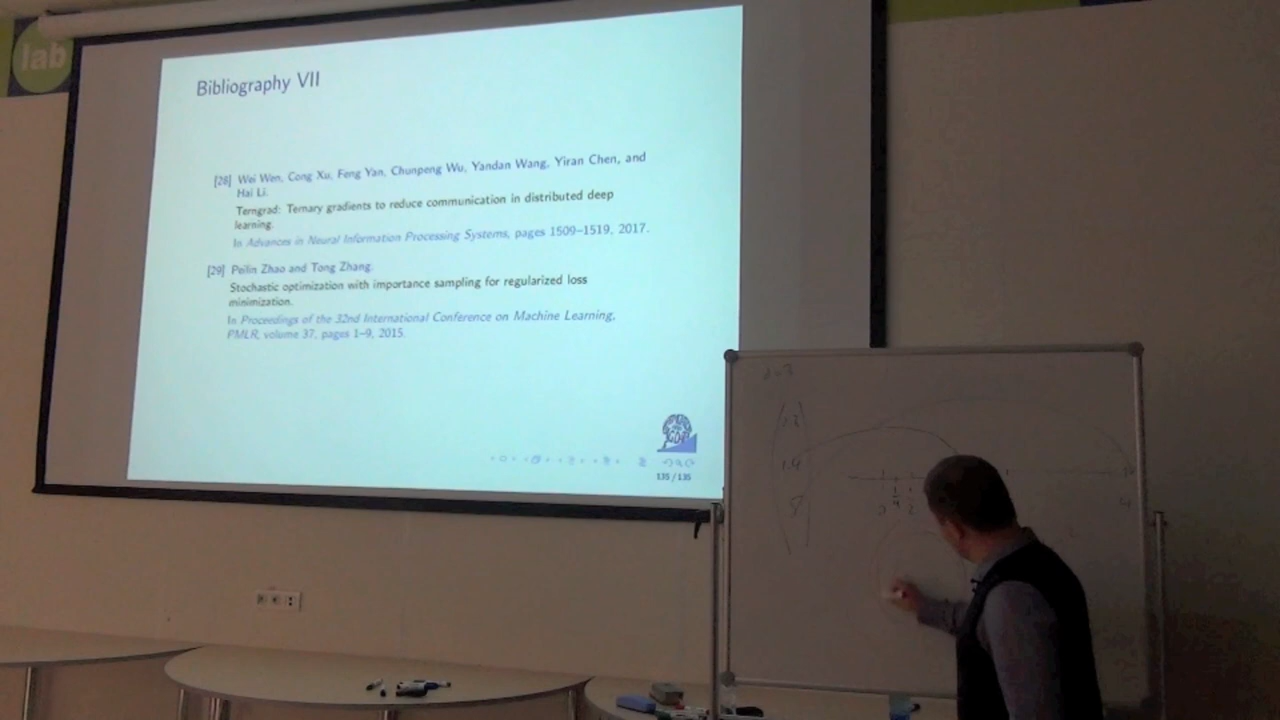 lab
Bibliography VII
[28] Wei Wen, Cong Xu, Feng Yan, Chunpeng Wu, Yandan Wang, Yiran Chen, and
Hai Li.
Terngrad: Ternary gradients to reduce communication in distributed deep
learning.
In Advances in Neural Information Processing Systems, pages 1509–1519, 2017.
[29] Peilin Zhao and Tong Zhang.
Stochastic optimization with importance sampling for regularized loss
minimization.
In Proceedings of the 32nd International Conference on Machine Learning,
PMLR, volume 37, pages 1–9, 2015.
135 / 135